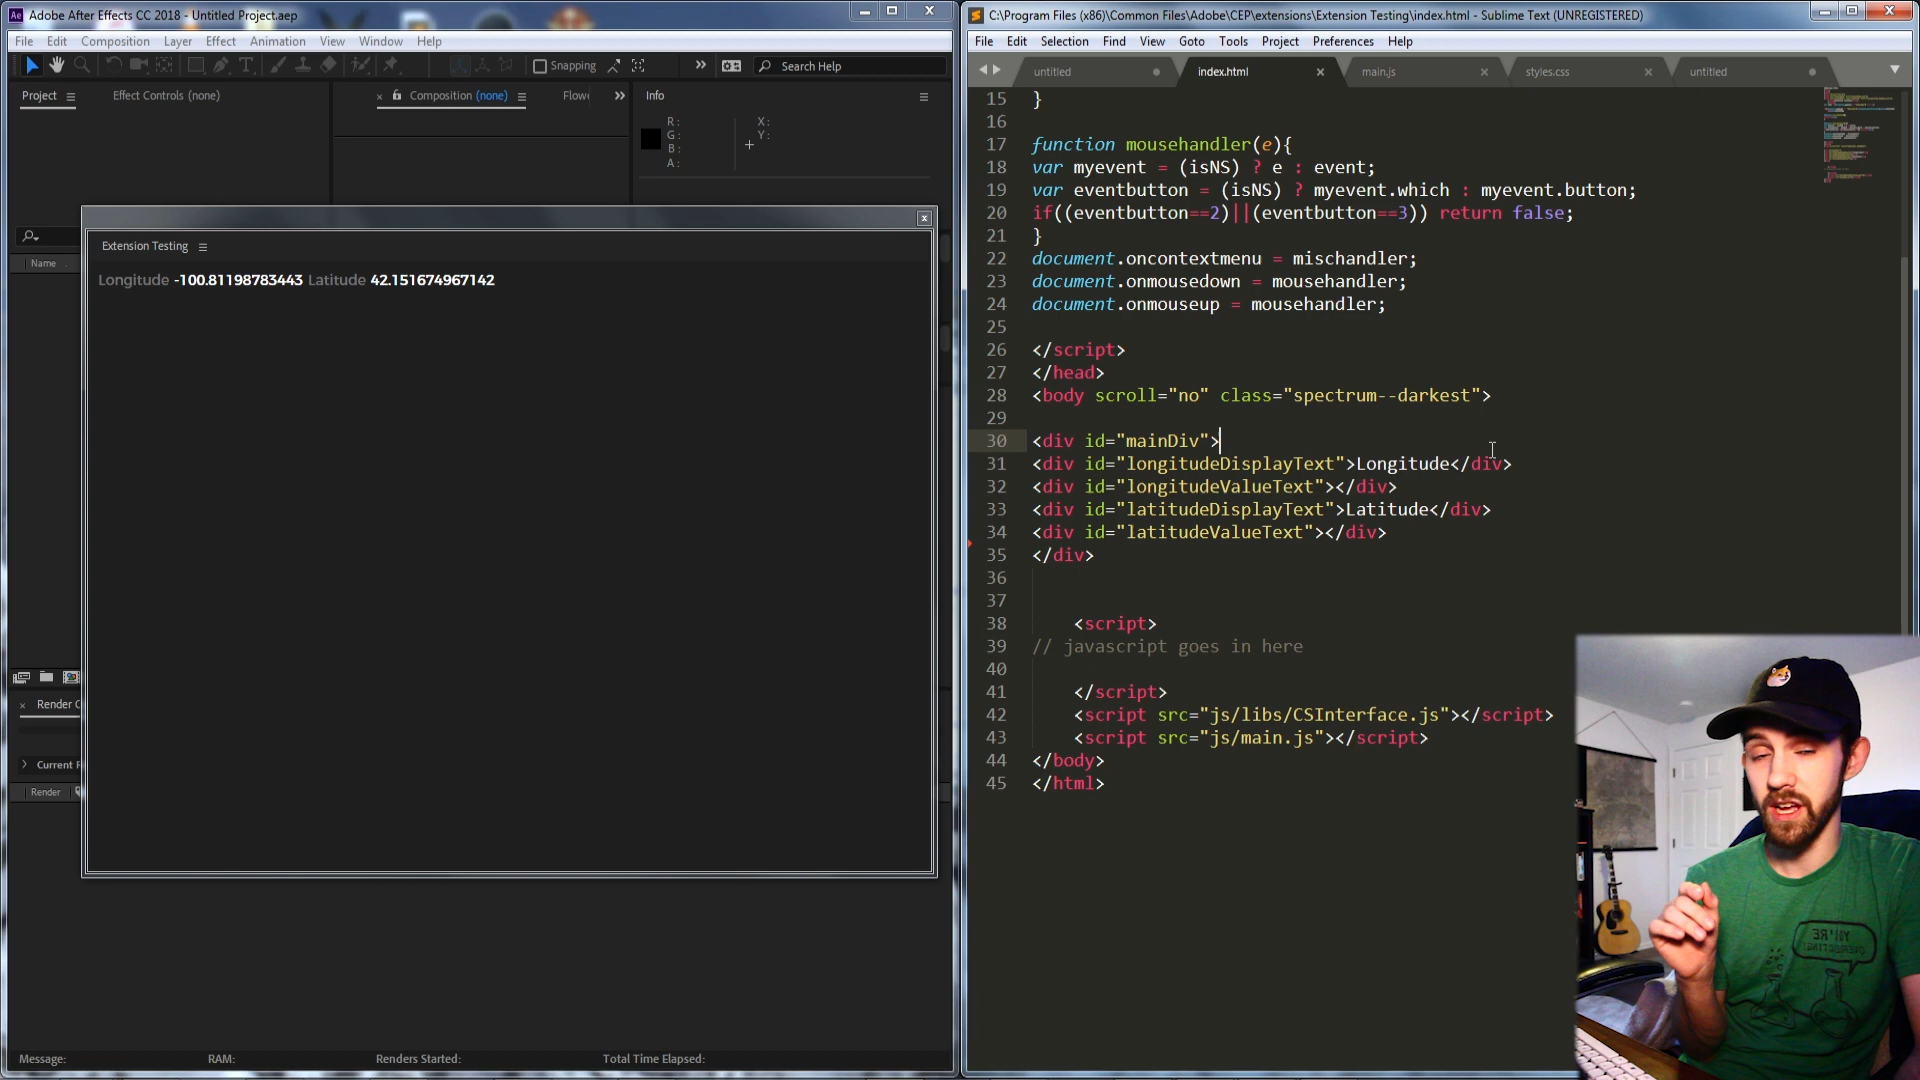 Adobe After Effects CC 2018 - Untitled Project.aep
File Edit Composition Layer Effect Animation View Window Help
Snapping
Search Help
Project
Effect Controls (none)
Composition (none)
Info
R:
G:
B:
A:
X:
Y:
Name
Extension Testing
Longitude -100.81198783443 Latitude 42.151674967142
Render
Message:
RAM:
Renders Started:
Total Time Elapsed:
C:\Program Files (x86)\Common Files\Adobe\CEP\extensions\Extension Testing\index.html - Sublime Text (UNREGISTERED)
File Edit Selection Find View Goto Tools Project Preferences Help
untitled
index.html
main.js
styles.css
untitled
15 }
16
17 function mousehandler(e){
18 var myevent = (isNS) ? e : event;
19 var eventbutton = (isNS) ? myevent.which : myevent.button;
20 if((eventbutton==2)||(eventbutton==3)) return false;
21 }
22 document.oncontextmenu = mischandler;
23 document.onmousedown = mousehandler;
24 document.onmouseup = mousehandler;
25
26 </script>
27 </head>
28 <body scroll="no" class="spectrum--darkest">
29
30 <div id="mainDiv">
31 <div id="longitudeDisplayText">Longitude</div>
32 <div id="longitudeValueText"></div>
33 <div id="latitudeDisplayText">Latitude</div>
34 <div id="latitudeValueText"></div>
35 </div>
36
37
38 <script>
39 // javascript goes in here
40
41 </script>
42 <script src="js/libs/CSInterface.js"></script>
43 <script src="js/main.js"></script>
44 </body>
45 </html>